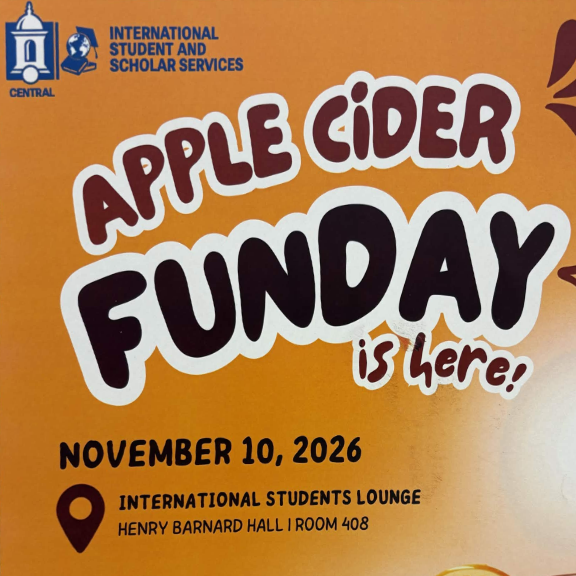 CENTRAL
INTERNATIONAL
STUDENT AND
SCHOLAR SERVICES
APPLE CiDER
FUNDAY
is here!
NOVEMBER 10, 2026
INTERNATIONAL STUDENTS LOUNGE
HENRY BARNARD HALL | ROOM 408